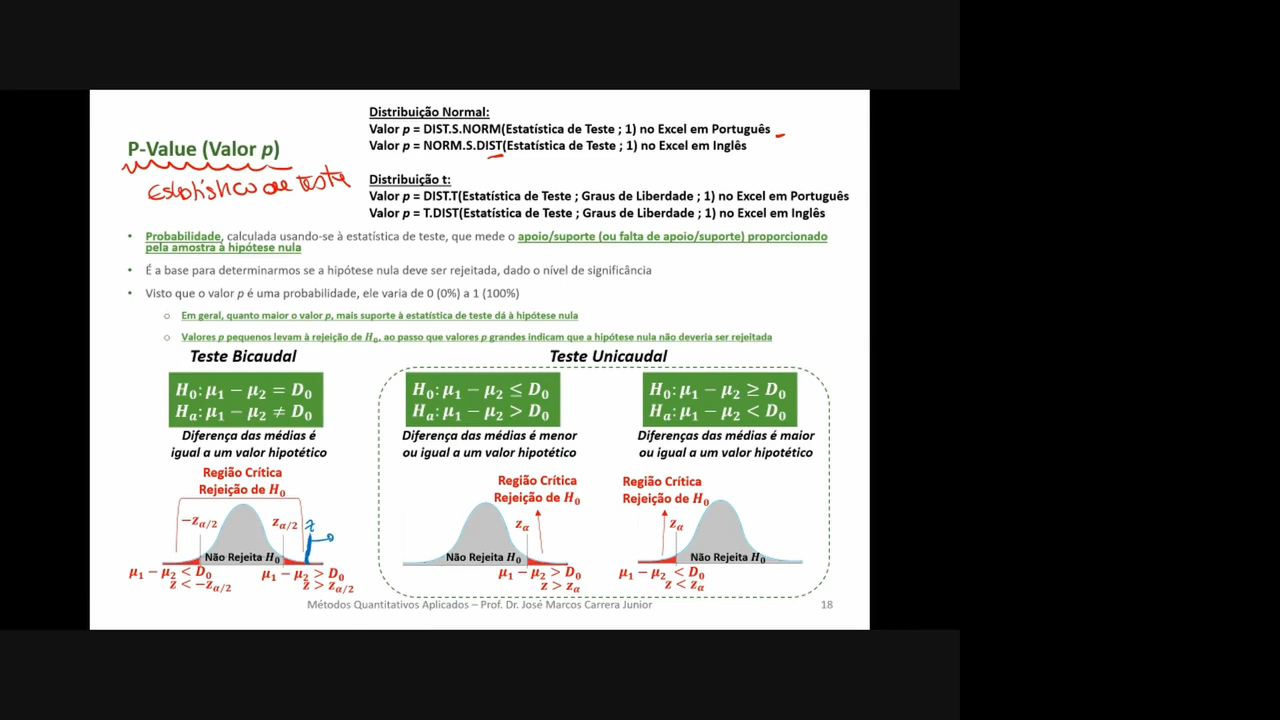 Distribuição Normal:
Valor p = DIST.S.NORM(Estatística de Teste ; 1) no Excel em Português
Valor p = NORM.S.DIST(Estatística de Teste ; 1) no Excel em Inglês
P-Value (Valor p)
Estatístico de teste
Distribuição t:
Valor p = DIST.T(Estatística de Teste ; Graus de Liberdade ; 1) no Excel em Português
Valor p = T.DIST(Estatística de Teste ; Graus de Liberdade ; 1) no Excel em Inglês
• Probabilidade, calculada usando-se à estatística de teste, que mede o apoio/suporte (ou falta de apoio/suporte) proporcionado
pela amostra à hipótese nula
• É a base para determinarmos se a hipótese nula deve ser rejeitada, dado o nível de significância
• Visto que o valor p é uma probabilidade, ele varia de 0 (0%) a 1 (100%)
o Em geral, quanto maior o valor p, mais suporte à estatística de teste dá à hipótese nula
o Valores p pequenos levam à rejeição de H₀, ao passo que valores p grandes indicam que a hipótese nula não deveria ser rejeitada
Teste Bicaudal
H₀: μ₁ − μ₂ = D₀
Hₐ: μ₁ − μ₂ ≠ D₀
Diferença das médias é
igual a um valor hipotético
Região Crítica
Rejeição de H₀
−z_α/2
z_α/2
z
Não Rejeita H₀
μ₁ − μ₂ < D₀
z < −z_α/2
μ₁ − μ₂ > D₀
z > z_α/2
Teste Unicaudal
H₀: μ₁ − μ₂ ≤ D₀
Hₐ: μ₁ − μ₂ > D₀
Diferença das médias é menor
ou igual a um valor hipotético
Região Crítica
Rejeição de H₀
z_α
Não Rejeita H₀
μ₁ − μ₂ > D₀
z > z_α
H₀: μ₁ − μ₂ ≥ D₀
Hₐ: μ₁ − μ₂ < D₀
Diferenças das médias é maior
ou igual a um valor hipotético
Região Crítica
Rejeição de H₀
z_α
Não Rejeita H₀
μ₁ − μ₂ < D₀
z < z_α
Métodos Quantitativos Aplicados – Prof. Dr. José Marcos Carrera Junior
18